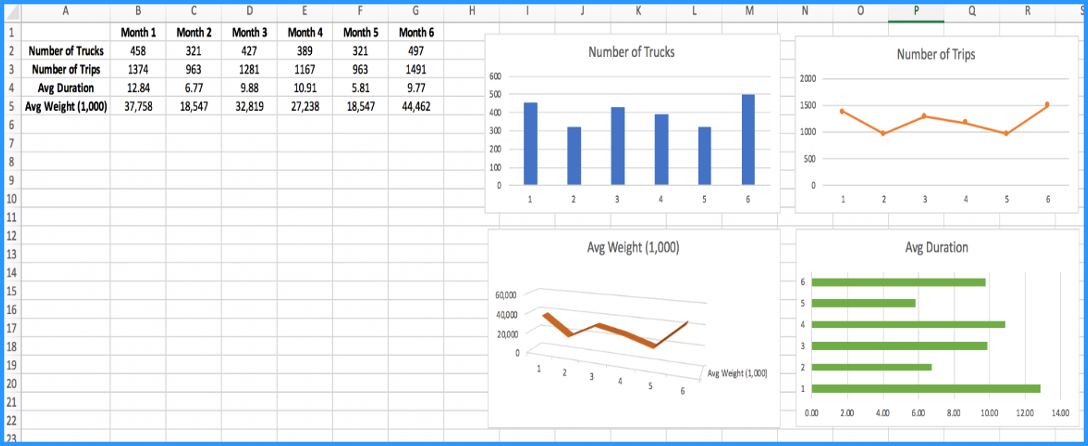 A B C D E F G H I J K L M N O P Q R S
1 Month 1 Month 2 Month 3 Month 4 Month 5 Month 6
2 Number of Trucks 458 321 427 389 321 497
3 Number of Trips 1374 963 1281 1167 963 1491
4 Avg Duration 12.84 6.77 9.88 10.91 5.81 9.77
5 Avg Weight (1,000) 37,758 18,547 32,819 27,238 18,547 44,462
6
7
8
9
10
11
12
13
14
15
16
17
18
19
20
21
22
23
Number of Trucks
600
500
400
300
200
100
0
1 2 3 4 5 6
Number of Trips
2000
1500
1000
500
0
1 2 3 4 5 6
Avg Weight (1,000)
60,000
40,000
20,000
0
1 2 3 4 5 6
Avg Weight (1,000)
Avg Duration
6
5
4
3
2
1
0.00 2.00 4.00 6.00 8.00 10.00 12.00 14.00